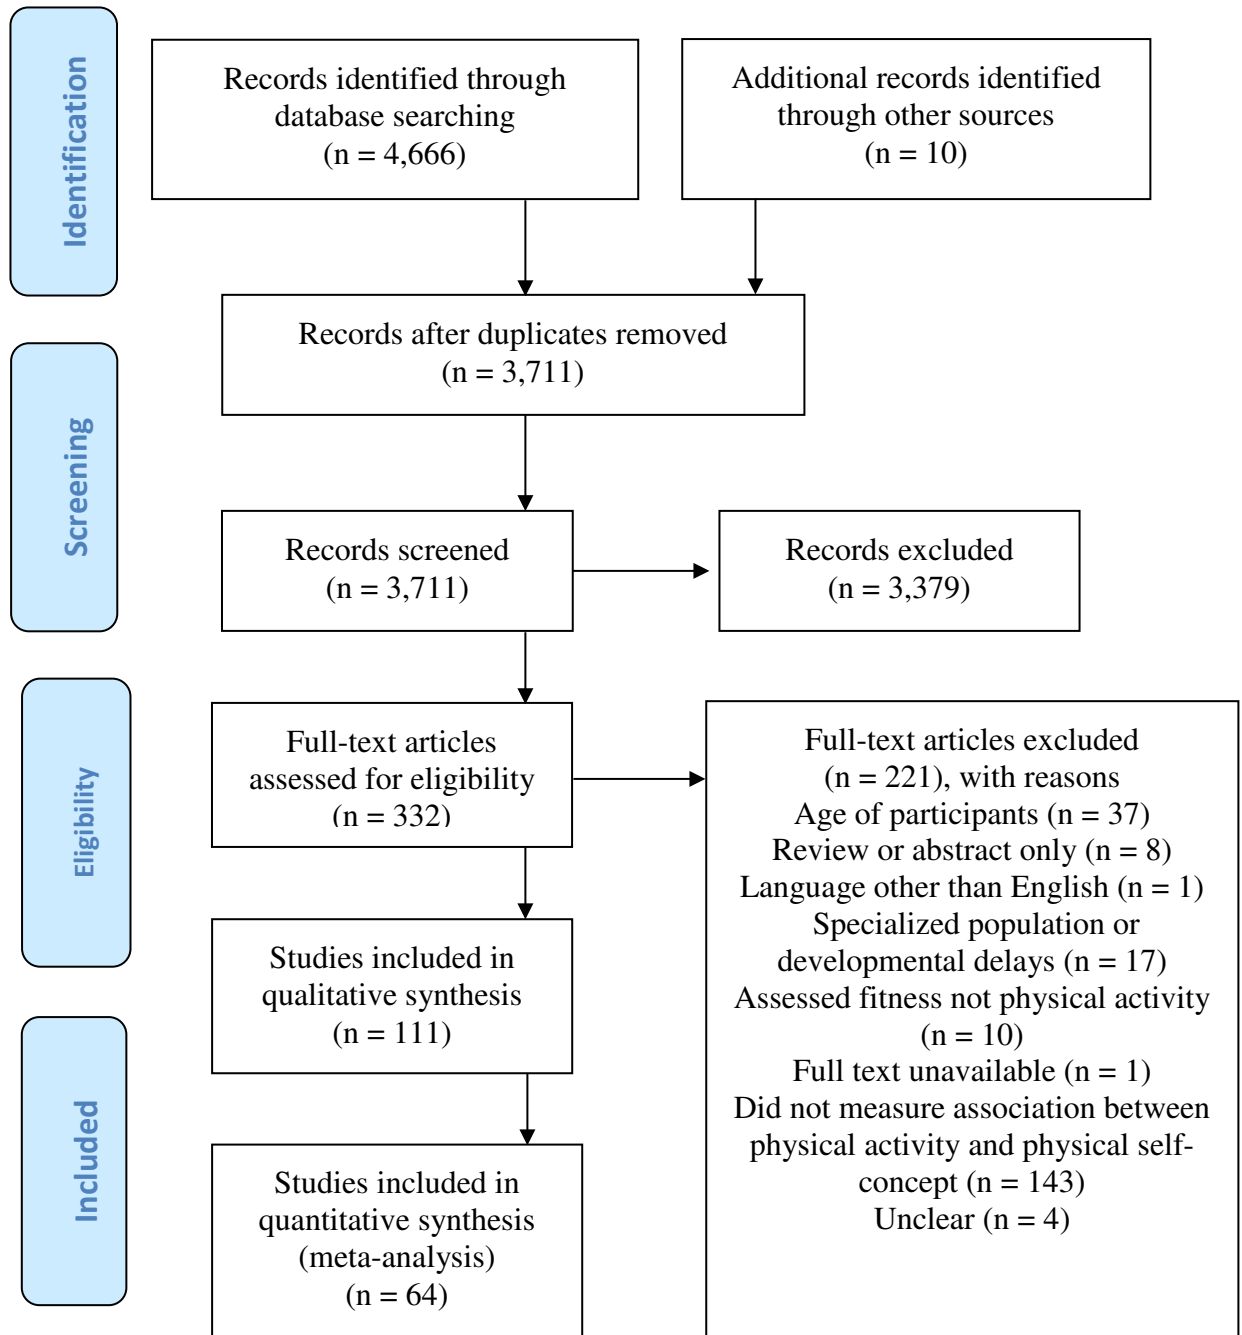 Identification
Records identified through
database searching
(n = 4,666)
Additional records identified
through other sources
(n = 10)
Records after duplicates removed
(n = 3,711)
Screening
Records screened
(n = 3,711)
Records excluded
(n = 3,379)
Eligibility
Full-text articles
assessed for eligibility
(n = 332)
Full-text articles excluded
(n = 221), with reasons
Age of participants (n = 37)
Review or abstract only (n = 8)
Language other than English (n = 1)
Specialized population or
developmental delays (n = 17)
Assessed fitness not physical activity
(n = 10)
Full text unavailable (n = 1)
Did not measure association between
physical activity and physical self-
concept (n = 143)
Unclear (n = 4)
Studies included in
qualitative synthesis
(n = 111)
Included
Studies included in
quantitative synthesis
(meta-analysis)
(n = 64)